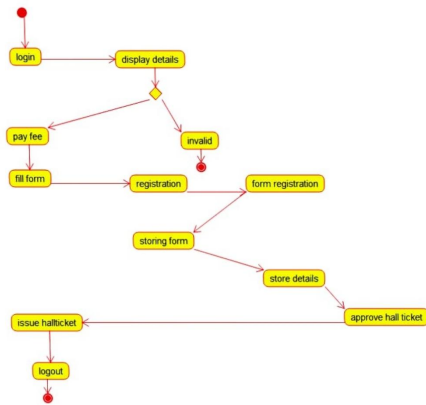 login
display details
pay fee
invalid
fill form
registration
form registration
storing form
store details
issue hallticket
approve hall ticket
logout